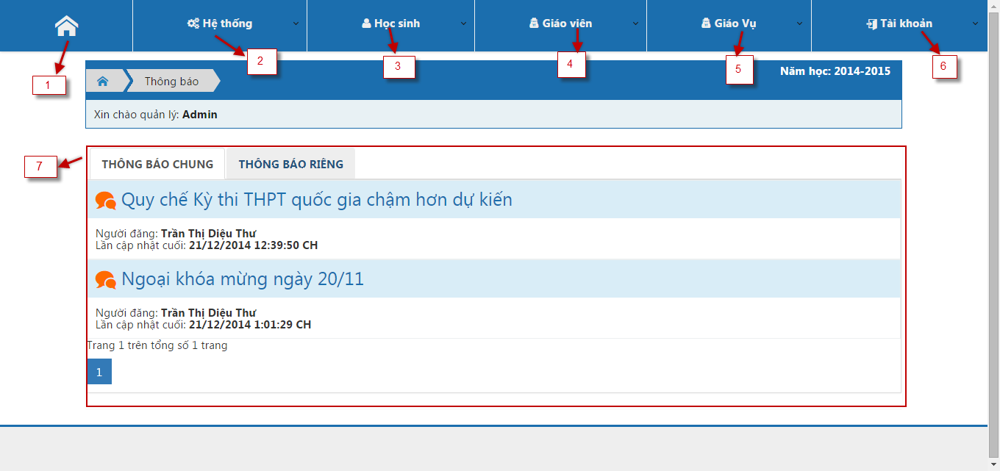 Hệ thống
Học sinh
Giáo viên
Giáo Vụ
Tài khoản
1
2
3
4
5
6
Thông báo
Năm học: 2014-2015
Xin chào quản lý: Admin
7
THÔNG BÁO CHUNG
THÔNG BÁO RIÊNG
Quy chế Kỳ thi THPT quốc gia chậm hơn dự kiến
Người đăng: Trần Thị Diệu Thư
Lần cập nhật cuối: 21/12/2014 12:39:50 CH
Ngoại khóa mừng ngày 20/11
Người đăng: Trần Thị Diệu Thư
Lần cập nhật cuối: 21/12/2014 1:01:29 CH
Trang 1 trên tổng số 1 trang
1